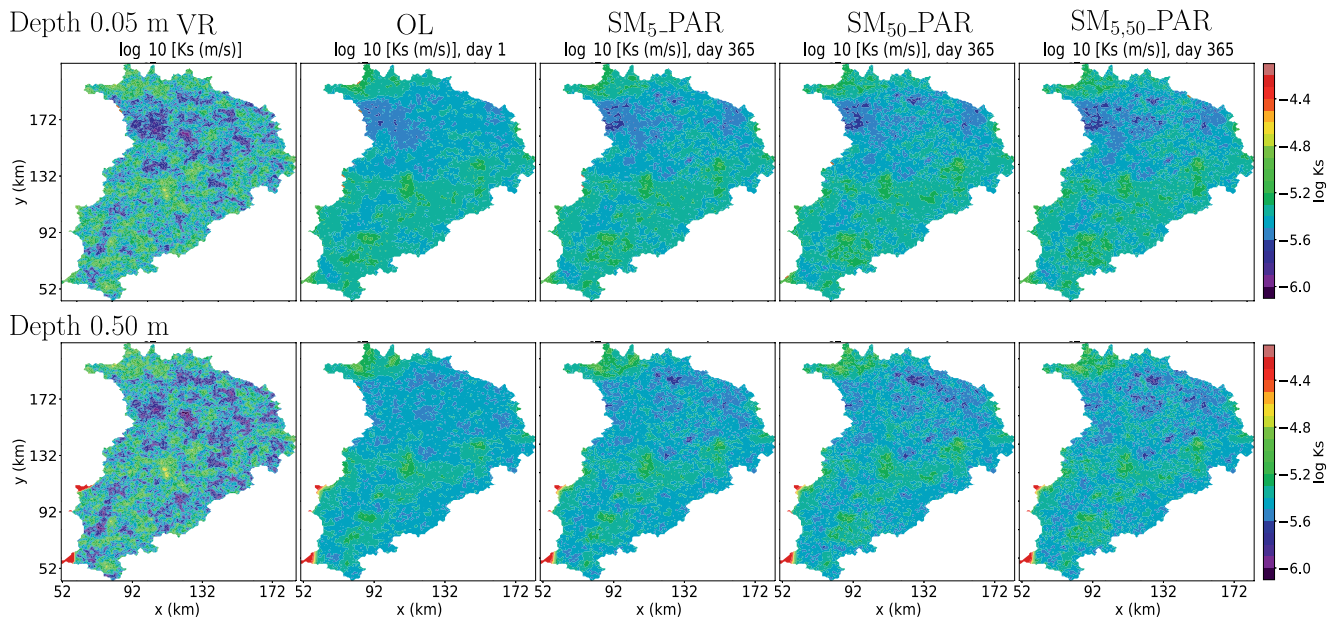 Depth 0.05 m VR OL SM5_PAR SM50_PAR SM5,50_PAR
log 10 [Ks (m/s)] log 10 [Ks (m/s)], day 1 log 10 [Ks (m/s)], day 365 log 10 [Ks (m/s)], day 365 log 10 [Ks (m/s)], day 365
172
132
92
52
y (km)
−4.4
−4.8
−5.2
−5.6
−6.0
log Ks
Depth 0.50 m
172
132
92
52
y (km)
−4.4
−4.8
−5.2
−5.6
−6.0
log Ks
52 92 132 172 92 132 172 92 132 172 92 132 172 92 132 172
x (km) x (km) x (km) x (km) x (km)